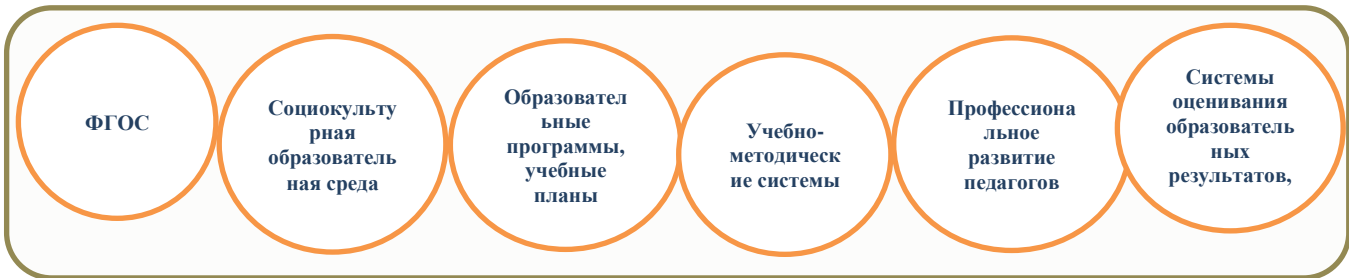 ФГОС
Социокульту
рная
образователь
ная среда
Образовател
ьные
программы,
учебные
планы
Учебно-
методическ
ие системы
Профессиона
льное
развитие
педагогов
Системы
оценивания
образователь
ных
результатов,